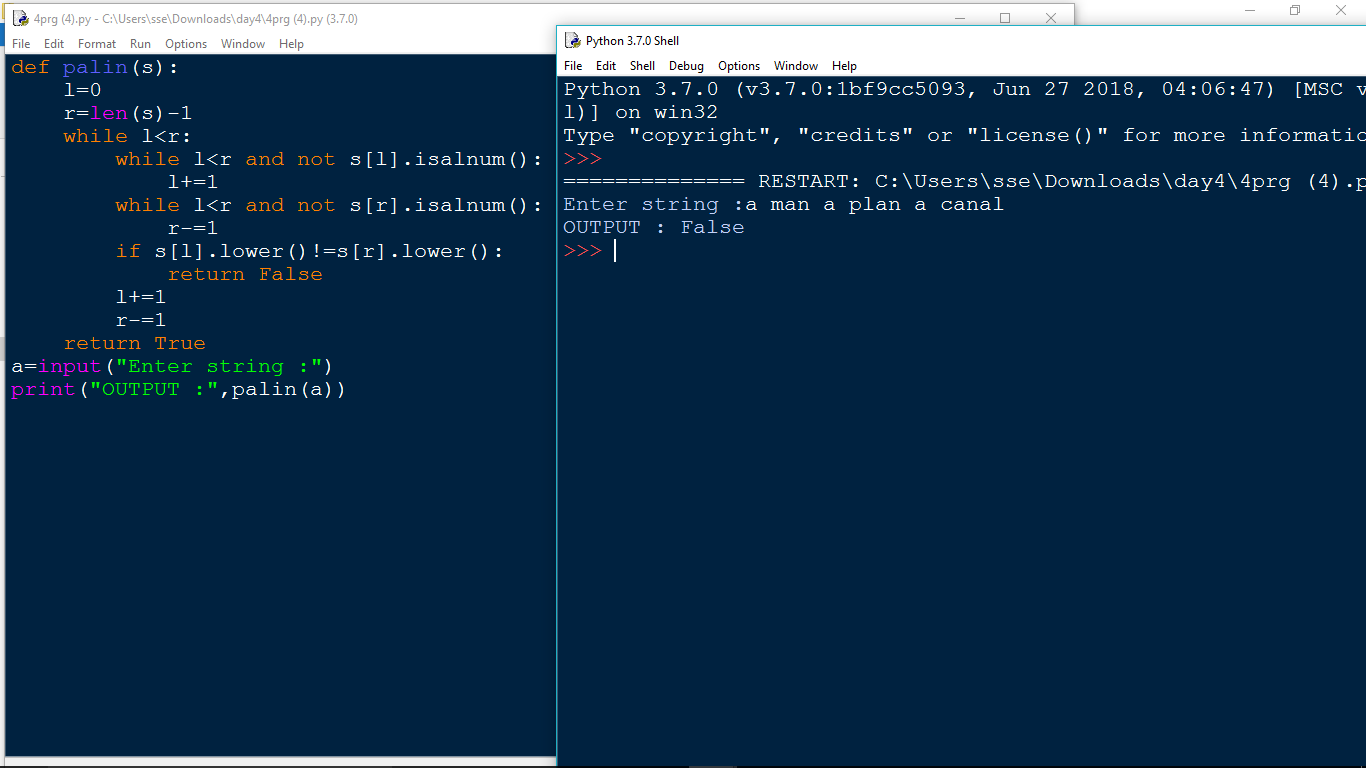 4prg (4).py - C:\Users\sse\Downloads\day4\4prg (4).py (3.7.0)
File Edit Format Run Options Window Help
def palin(s):
    l=0
    r=len(s)-1
    while l<r:
        while l<r and not s[l].isalnum():
            l+=1
        while l<r and not s[r].isalnum():
            r-=1
        if s[l].lower()!=s[r].lower():
            return False
        l+=1
        r-=1
    return True
a=input("Enter string :")
print("OUTPUT :",palin(a))
Python 3.7.0 Shell
File Edit Shell Debug Options Window Help
Python 3.7.0 (v3.7.0:1bf9cc5093, Jun 27 2018, 04:06:47) [MSC v
l)] on win32
Type "copyright", "credits" or "license()" for more informatio
>>>
============== RESTART: C:\Users\sse\Downloads\day4\4prg (4).p
Enter string :a man a plan a canal
OUTPUT : False
>>>